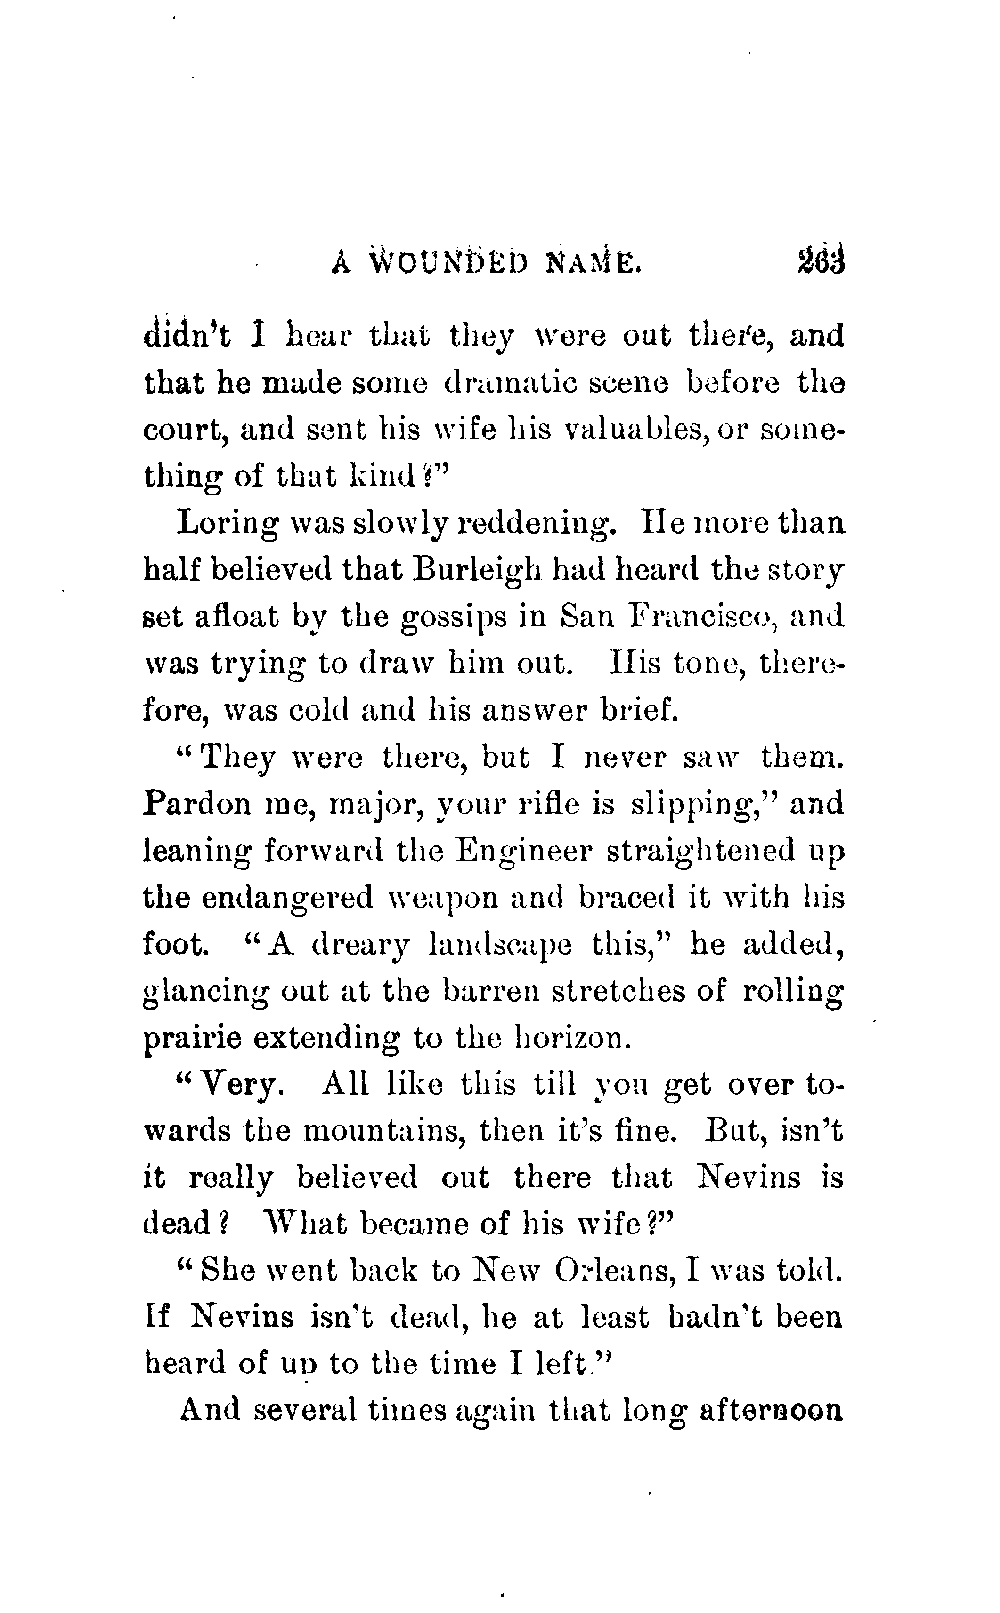 A WOUNDED NAME. 263
didn't I hear that they were out there, and
that he made some dramatic scene before the
court, and sent his wife his valuables, or some-
thing of that kind?"
Loring was slowly reddening. He more than
half believed that Burleigh had heard the story
set afloat by the gossips in San Francisco, and
was trying to draw him out. His tone, there-
fore, was cold and his answer brief.
"They were there, but I never saw them.
Pardon me, major, your rifle is slipping," and
leaning forward the Engineer straightened up
the endangered weapon and braced it with his
foot. "A dreary landscape this," he added,
glancing out at the barren stretches of rolling
prairie extending to the horizon.
"Very. All like this till you get over to-
wards the mountains, then it's fine. But, isn't
it really believed out there that Nevins is
dead? What became of his wife?"
"She went back to New Orleans, I was told.
If Nevins isn't dead, he at least hadn't been
heard of up to the time I left."
And several times again that long afternoon